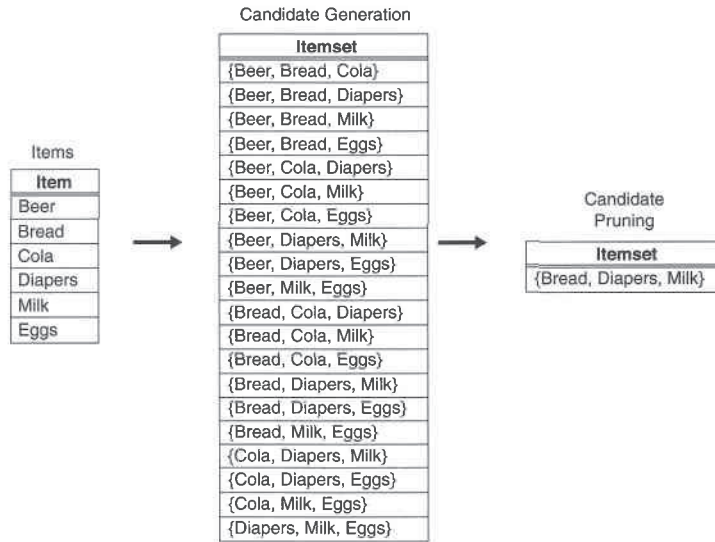 Candidate Generation
Itemset
{Beer, Bread, Cola}
{Beer, Bread, Diapers}
{Beer, Bread, Milk}
{Beer, Bread, Eggs}
{Beer, Cola, Diapers}
{Beer, Cola, Milk}
{Beer, Cola, Eggs}
{Beer, Diapers, Milk}
{Beer, Diapers, Eggs}
{Beer, Milk, Eggs}
{Bread, Cola, Diapers}
{Bread, Cola, Milk}
{Bread, Cola, Eggs}
{Bread, Diapers, Milk}
{Bread, Diapers, Eggs}
{Bread, Milk, Eggs}
{Cola, Diapers, Milk}
{Cola, Diapers, Eggs}
{Cola, Milk, Eggs}
{Diapers, Milk, Eggs}
Items
Item
Beer
Bread
Cola
Diapers
Milk
Eggs
Candidate
Pruning
Itemset
{Bread, Diapers, Milk}